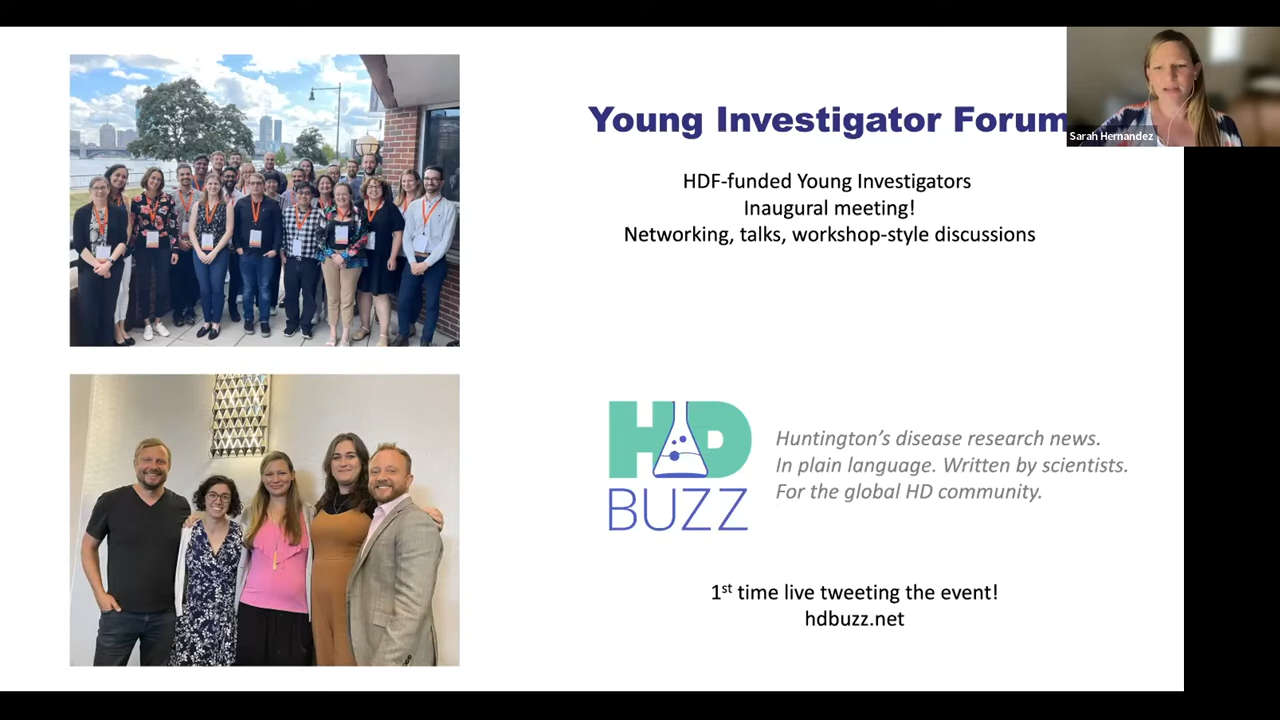 Young Investigator Forum
Sarah Hernandez
HDF-funded Young Investigators
Inaugural meeting!
Networking, talks, workshop-style discussions
HD
BUZZ
Huntington's disease research news.
In plain language. Written by scientists.
For the global HD community.
1st time live tweeting the event!
hdbuzz.net